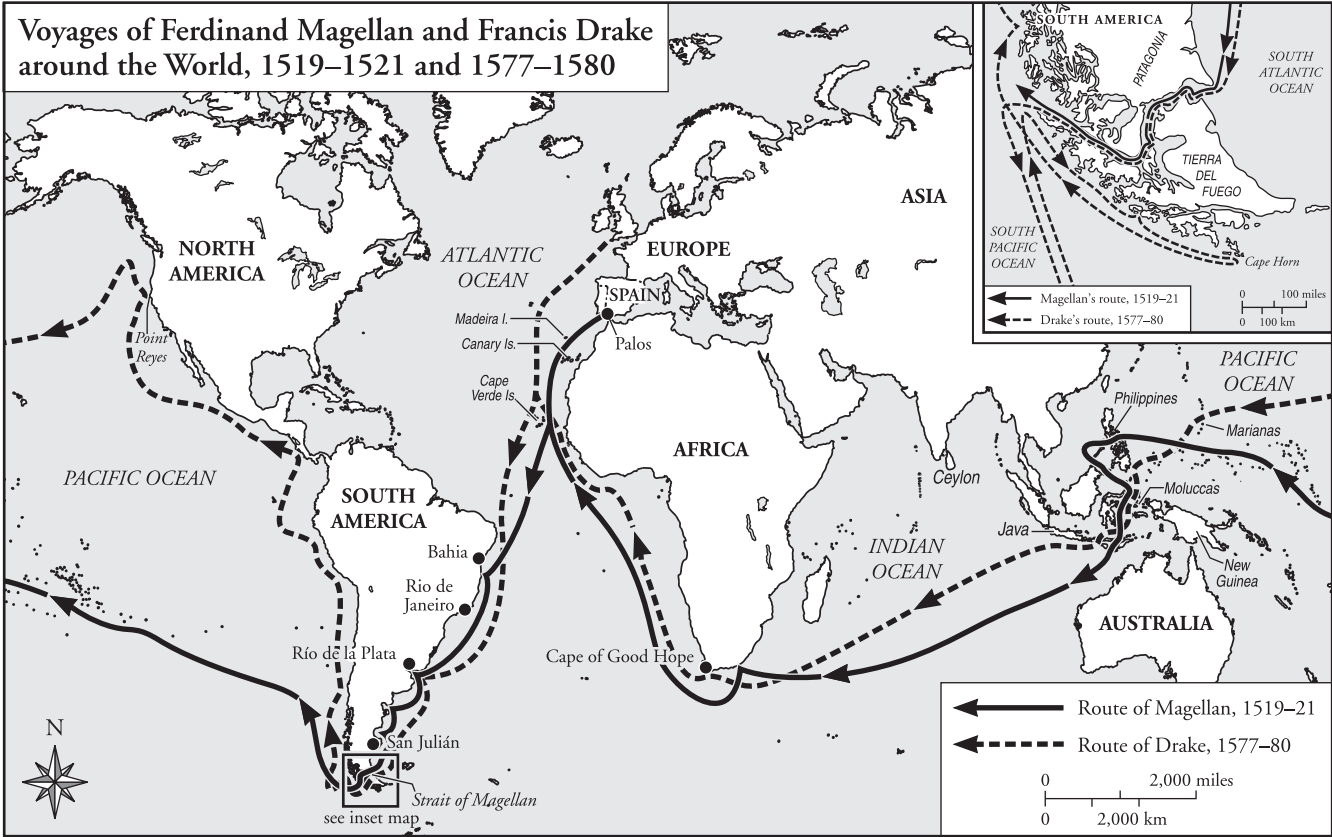 Voyages of Ferdinand Magellan and Francis Drake
around the World, 1519–1521 and 1577–1580
SOUTH AMERICA
PATAGONIA
SOUTH
ATLANTIC
OCEAN
TIERRA
DEL
FUEGO
SOUTH
PACIFIC
OCEAN
Cape Horn
Magellan's route, 1519–21
Drake's route, 1577–80
0 100 miles
0 100 km
NORTH
AMERICA
ATLANTIC
OCEAN
EUROPE
ASIA
SPAIN
Madeira I.
Palos
Canary Is.
Cape
Verde Is.
Point
Reyes
PACIFIC
OCEAN
Philippines
Marianas
AFRICA
PACIFIC OCEAN
SOUTH
AMERICA
Ceylon
Moluccas
Java
Bahia
INDIAN
OCEAN
New
Guinea
Rio de
Janeiro
AUSTRALIA
Río de la Plata
Cape of Good Hope
San Julián
N
Strait of Magellan
see inset map
Route of Magellan, 1519–21
Route of Drake, 1577–80
0 2,000 miles
0 2,000 km